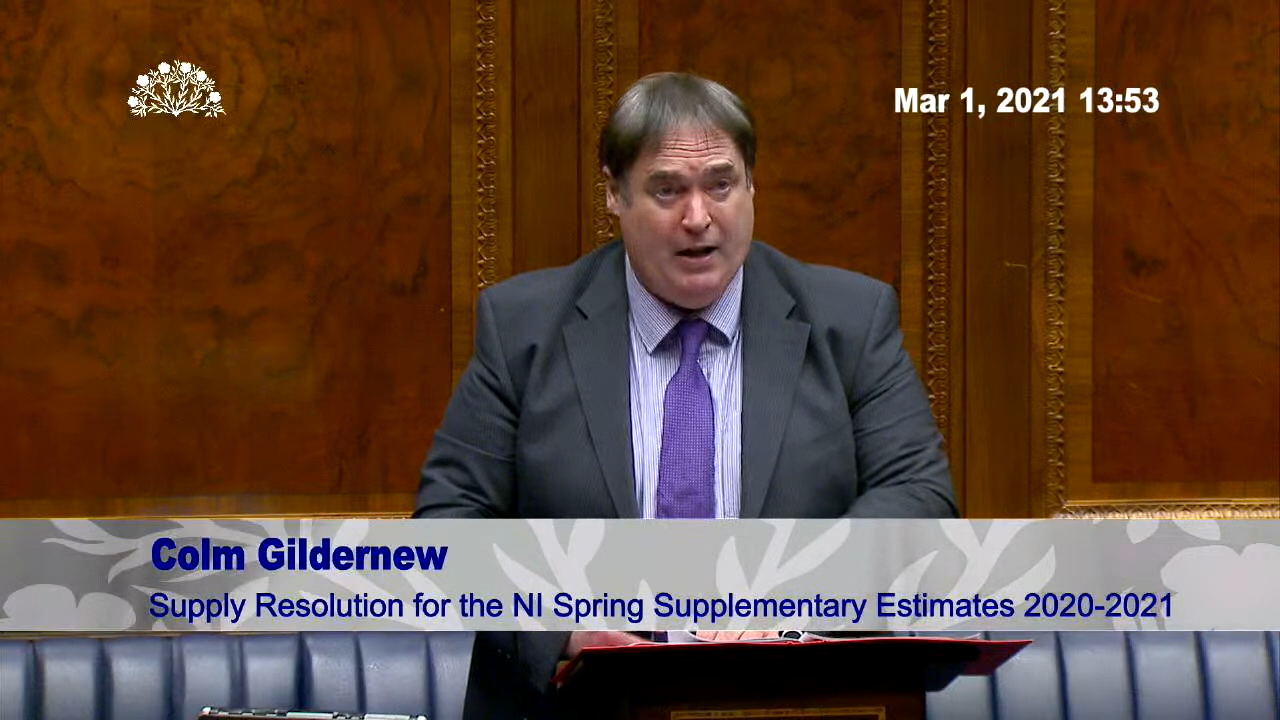 Mar 1, 2021 13:53
Colm Gildernew
Supply Resolution for the NI Spring Supplementary Estimates 2020-2021